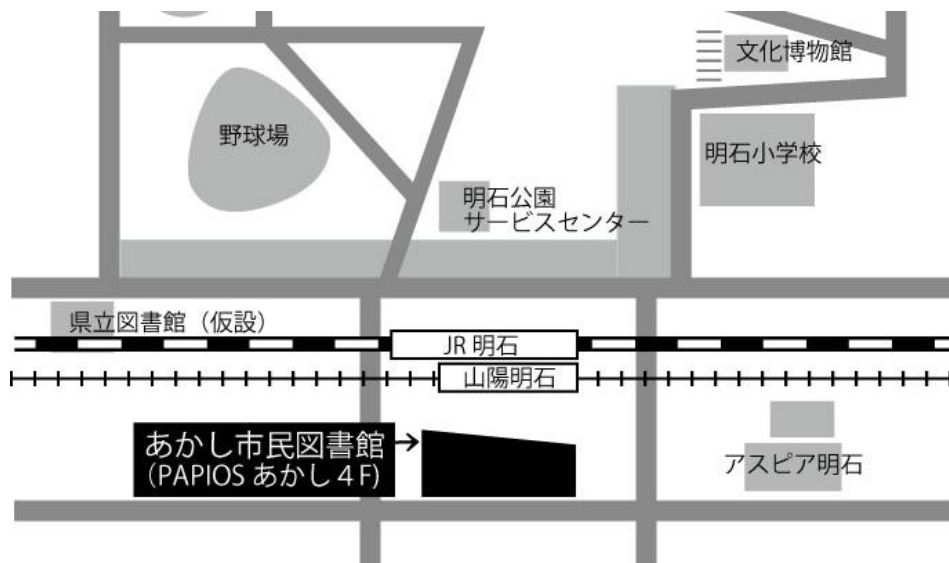 文化博物館
野球場
明石小学校
明石公園
サービスセンター
県立図書館（仮設）
JR 明石
山陽明石
あかし市民図書館
(PAPIOS あかし４F)
アスピア明石